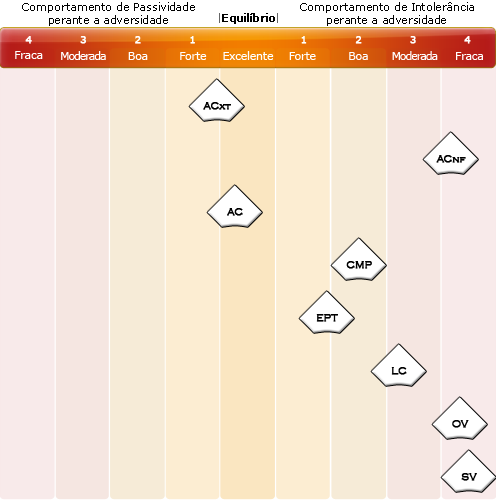 Comportamento de Passividade
perante a adversidade
|Equilíbrio|
Comportamento de Intolerância
perante a adversidade
4 3 2 1 1 2 3 4
Fraca Moderada Boa Forte Excelente Forte Boa Moderada Fraca
ACXT
ACNF
AC
CMP
EPT
LC
OV
SV